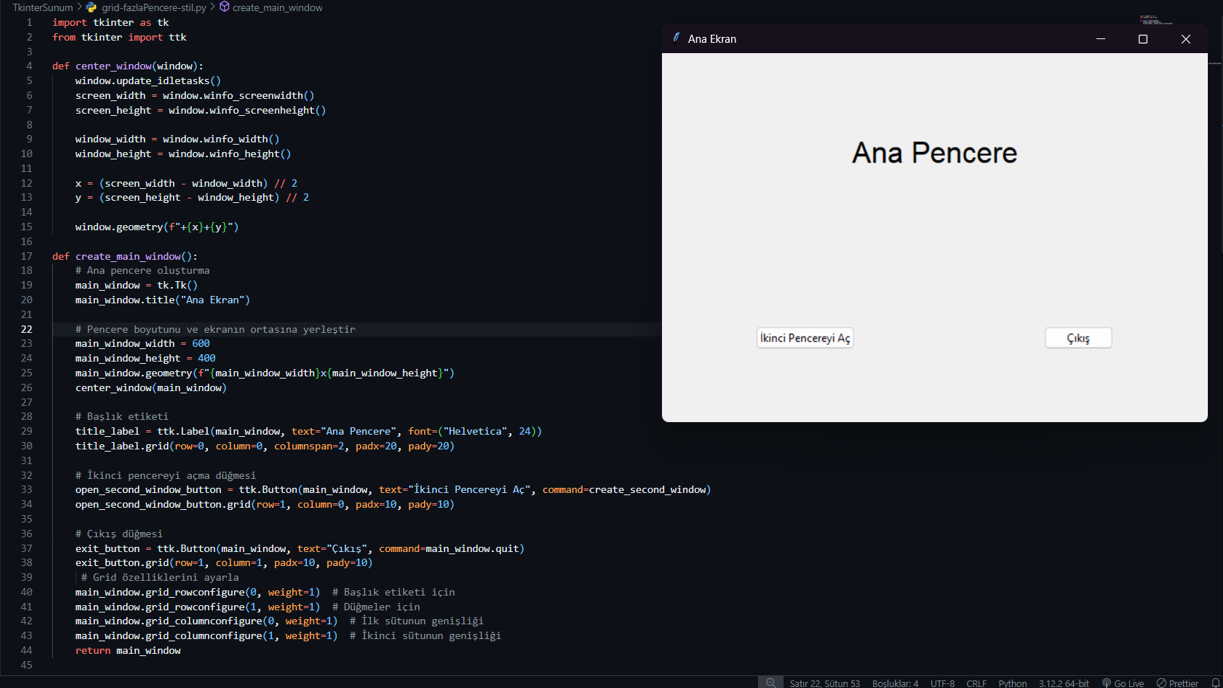 TkinterSunum > grid-fazlaPencere-stil.py > create_main_window
1 import tkinter as tk
2 from tkinter import ttk
3
4 def center_window(window):
5 window.update_idletasks()
6 screen_width = window.winfo_screenwidth()
7 screen_height = window.winfo_screenheight()
8
9 window_width = window.winfo_width()
10 window_height = window.winfo_height()
11
12 x = (screen_width - window_width) // 2
13 y = (screen_height - window_height) // 2
14
15 window.geometry(f"+{x}+{y}")
16
17 def create_main_window():
18 # Ana pencere oluşturma
19 main_window = tk.Tk()
20 main_window.title("Ana Ekran")
21
22 # Pencere boyutunu ve ekranın ortasına yerleştir
23 main_window_width = 600
24 main_window_height = 400
25 main_window.geometry(f"{main_window_width}x{main_window_height}")
26 center_window(main_window)
27
28 # Başlık etiketi
29 title_label = ttk.Label(main_window, text="Ana Pencere", font=("Helvetica", 24))
30 title_label.grid(row=0, column=0, columnspan=2, padx=20, pady=20)
31
32 # İkinci pencereyi açma düğmesi
33 open_second_window_button = ttk.Button(main_window, text="İkinci Pencereyi Aç", command=create_second_window)
34 open_second_window_button.grid(row=1, column=0, padx=10, pady=10)
35
36 # Çıkış düğmesi
37 exit_button = ttk.Button(main_window, text="Çıkış", command=main_window.quit)
38 exit_button.grid(row=1, column=1, padx=10, pady=10)
39 # Grid özelliklerini ayarla
40 main_window.grid_rowconfigure(0, weight=1) # Başlık etiketi için
41 main_window.grid_rowconfigure(1, weight=1) # Düğmeler için
42 main_window.grid_columnconfigure(0, weight=1) # İlk sütunun genişliği
43 main_window.grid_columnconfigure(1, weight=1) # İkinci sütunun genişliği
44 return main_window
45
Ana Ekran
Ana Pencere
İkinci Pencereyi Aç
Çıkış
Satır 22, Sütun 53 Boşluklar: 4 UTF-8 CRLF Python 3.12.2 64-bit Go Live Prettier